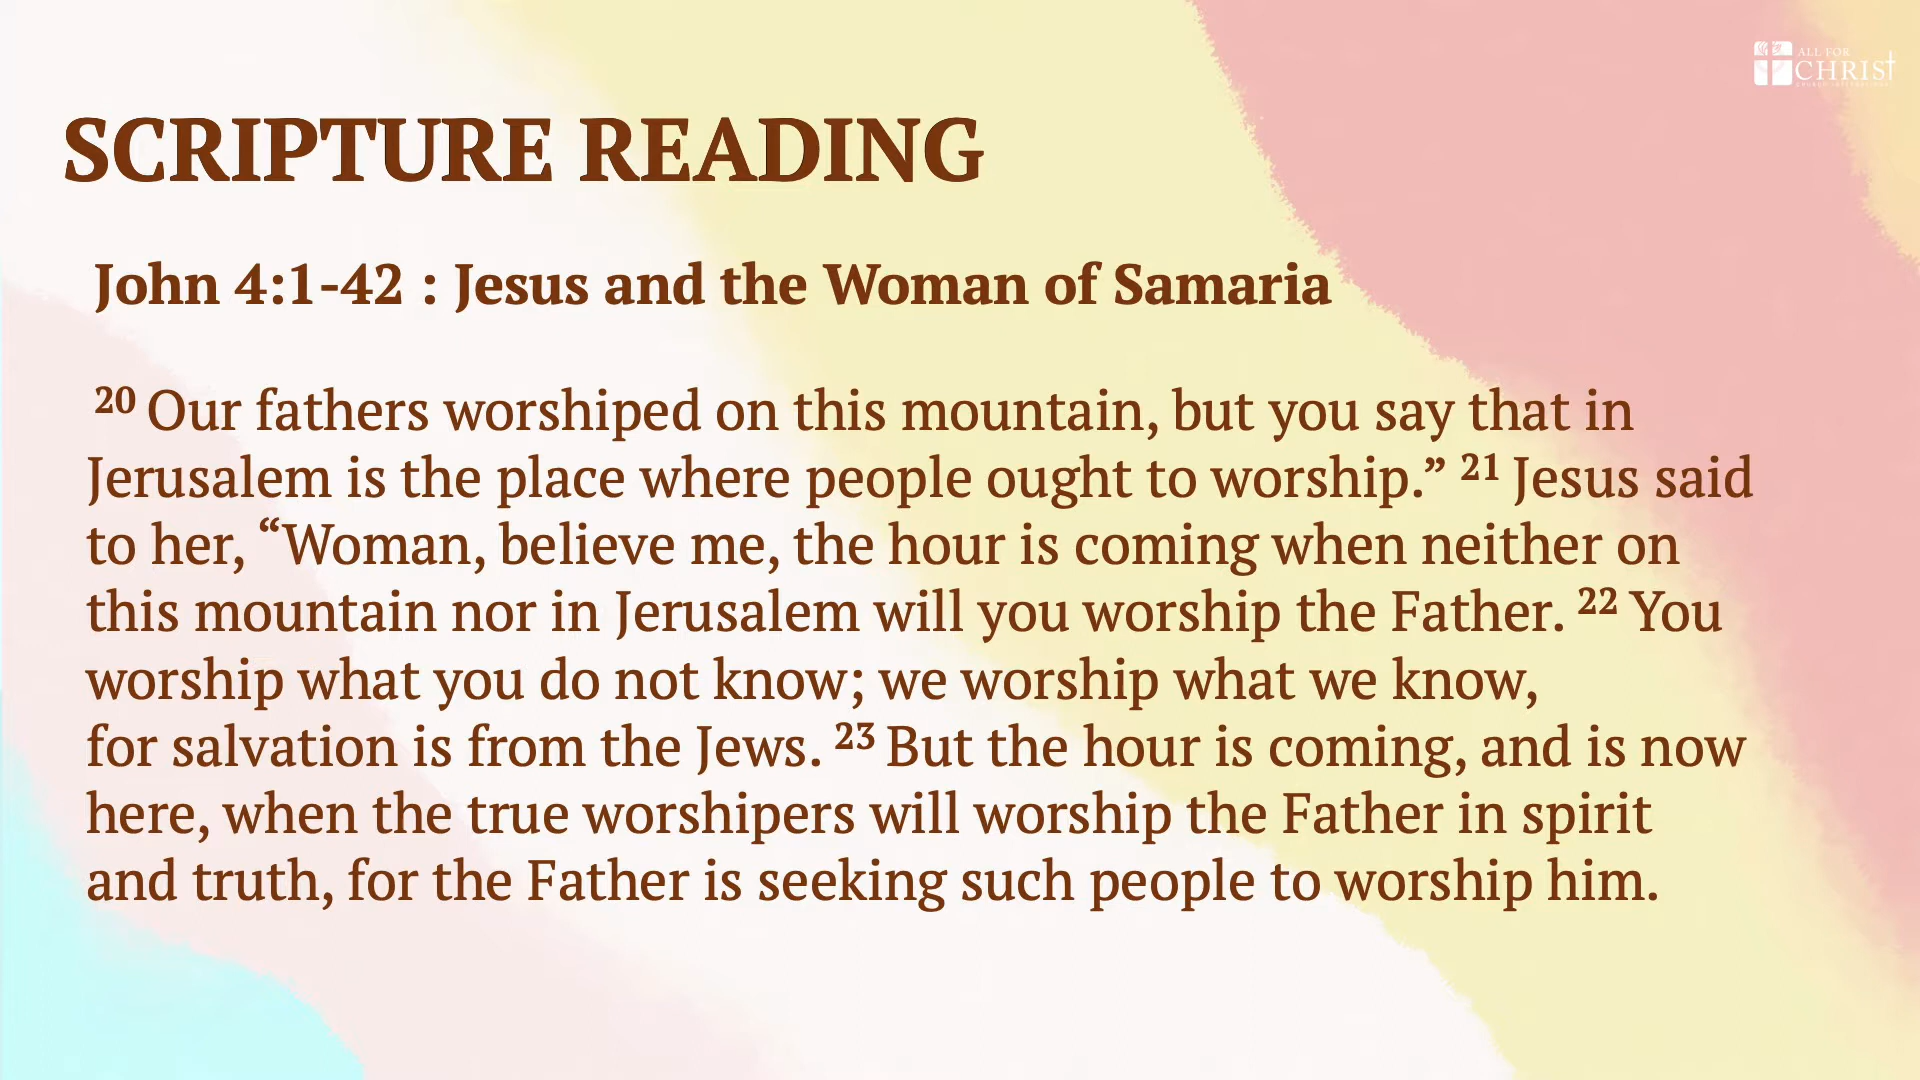 ALL FOR
CHRIST
SCRIPTURE READING
John 4:1-42 : Jesus and the Woman of Samaria
20 Our fathers worshiped on this mountain, but you say that in
Jerusalem is the place where people ought to worship.” 21 Jesus said
to her, “Woman, believe me, the hour is coming when neither on
this mountain nor in Jerusalem will you worship the Father. 22 You
worship what you do not know; we worship what we know,
for salvation is from the Jews. 23 But the hour is coming, and is now
here, when the true worshipers will worship the Father in spirit
and truth, for the Father is seeking such people to worship him.